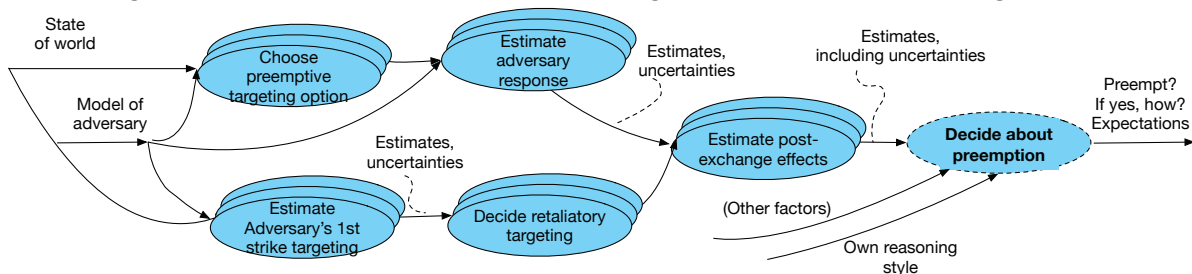 State
of world
Choose
preemptive
targeting option
Estimate
adversary
response
Estimates,
uncertainties
Estimates,
including uncertainties
Model of
adversary
Preempt?
If yes, how?
Expectations
Estimates,
uncertainties
Estimate post-
exchange effects
Decide about
preemption
Estimate
Adversary's 1st
strike targeting
Decide retaliatory
targeting
(Other factors)
Own reasoning
style